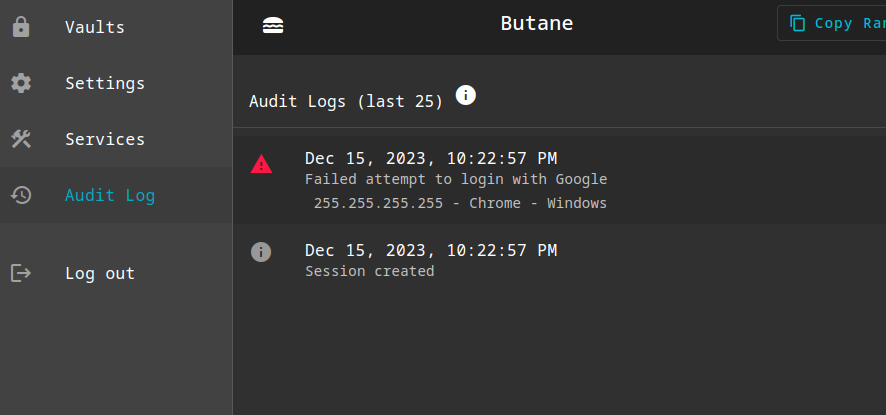 Vaults
Settings
Services
Audit Log
Log out
Butane
Copy
Audit Logs (last 25)
Dec 15, 2023, 10:22:57 PM
Failed attempt to login with Google
255.255.255.255 - Chrome - Windows
Dec 15, 2023, 10:22:57 PM
Session created